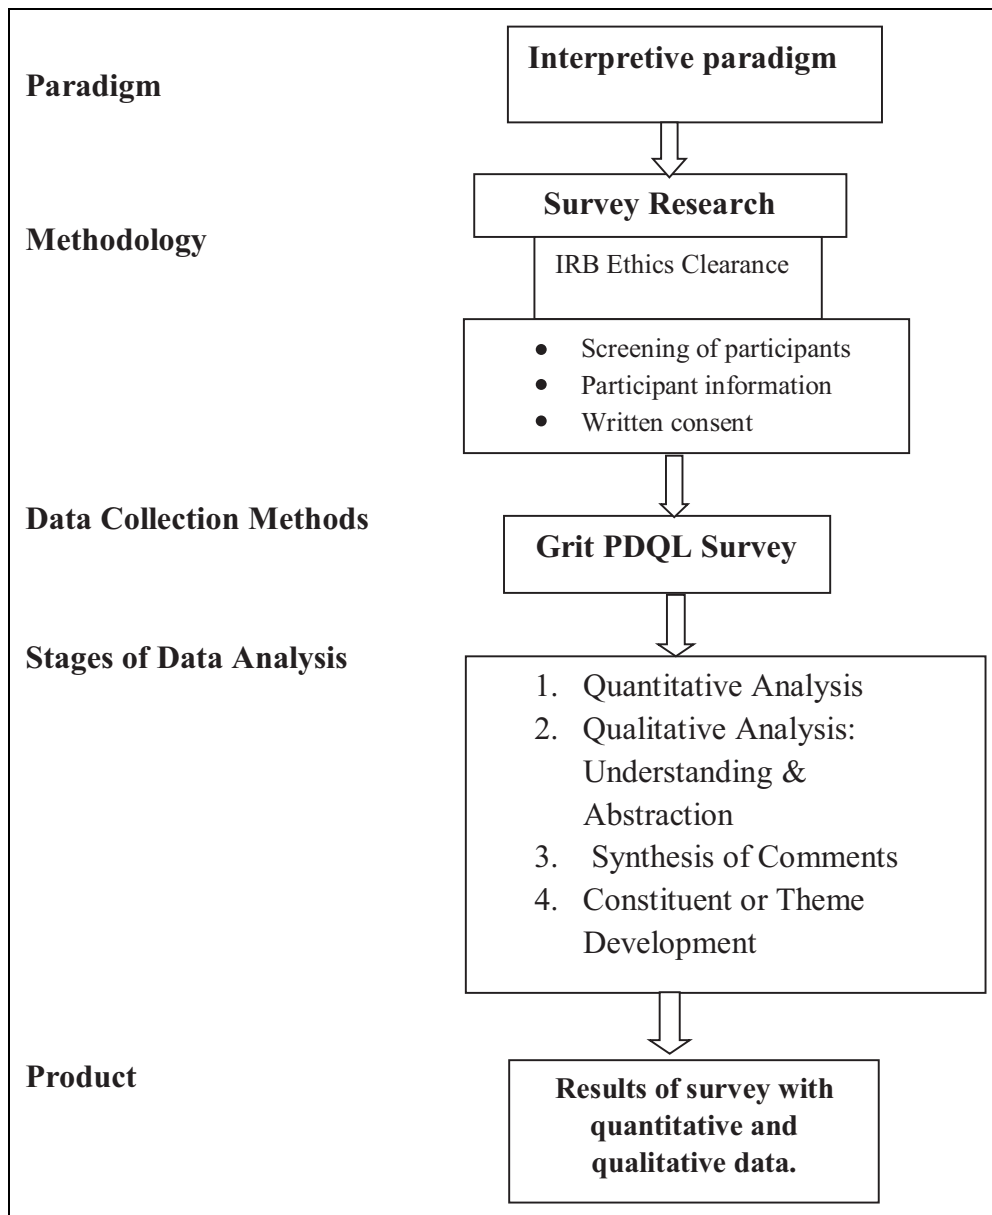 Paradigm
Interpretive paradigm
Methodology
Survey Research
IRB Ethics Clearance
● Screening of participants
● Participant information
● Written consent
Data Collection Methods
Grit PDQL Survey
Stages of Data Analysis
1. Quantitative Analysis
2. Qualitative Analysis:
Understanding &
Abstraction
3. Synthesis of Comments
4. Constituent or Theme
Development
Product
Results of survey with
quantitative and
qualitative data.